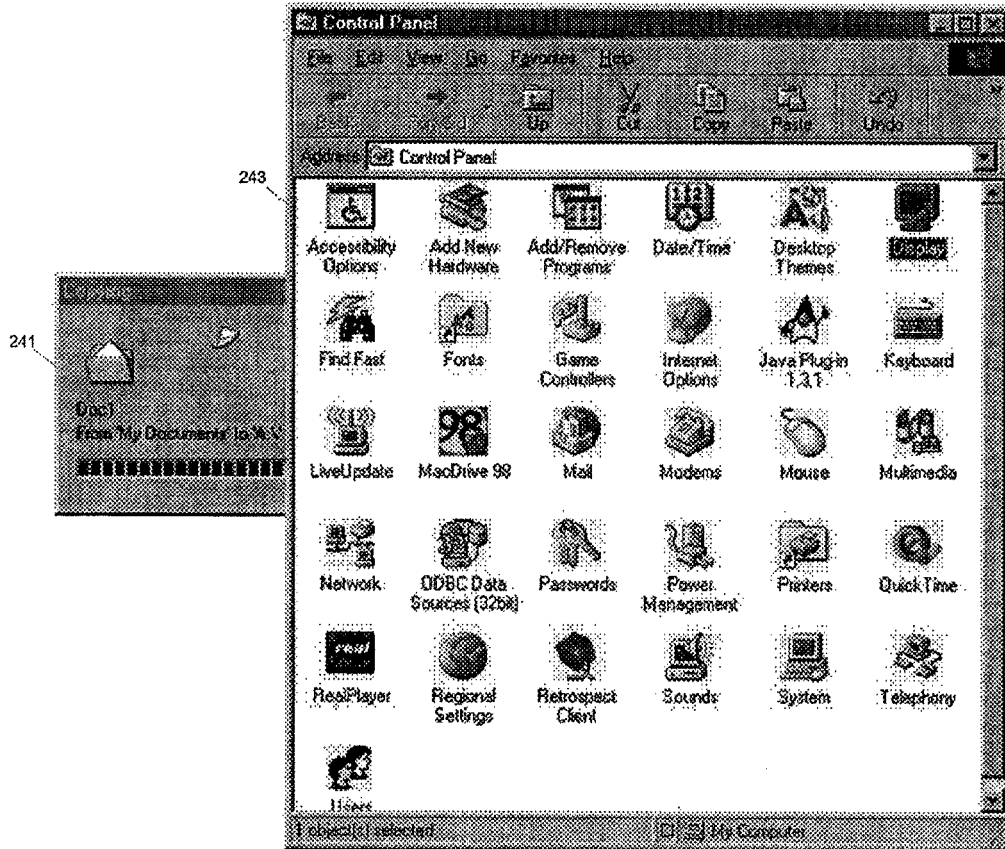 Control Panel
File Edit View Go Favorites Help
Up Cut Copy Paste Undo
Address Control Panel
243
Accessibility Options
Add New Hardware
Add/Remove Programs
Date/Time
Desktop Themes
Display
241
Find Fast
Fonts
Game Controllers
Internet Options
Java Plug-in 1.3.1
Keyboard
Doc1
From 'My Documents' to 'A:\'
LiveUpdate
MacDrive 98
Mail
Modems
Mouse
Multimedia
Network
ODBC Data Sources (32bit)
Passwords
Power Management
Printers
QuickTime
real
RealPlayer
Regional Settings
Retrospect Client
Sounds
System
Telephony
Users
1 object(s) selected
My Computer